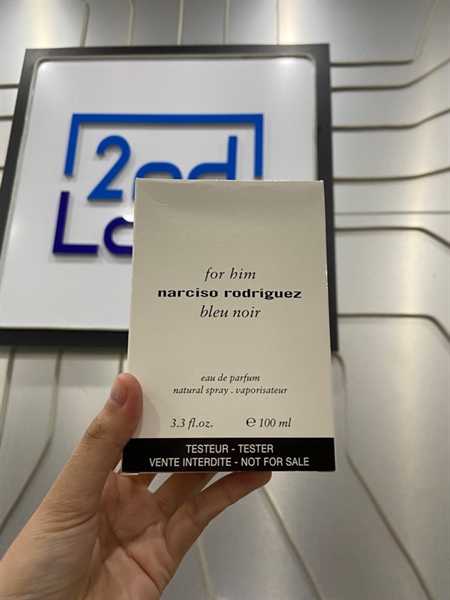 2nd
for him
narciso rodriguez
bleu noir
eau de parfum
natural spray . vaporisateur
3.3 fl.oz. ℮ 100 ml
TESTEUR - TESTER
VENTE INTERDITE - NOT FOR SALE